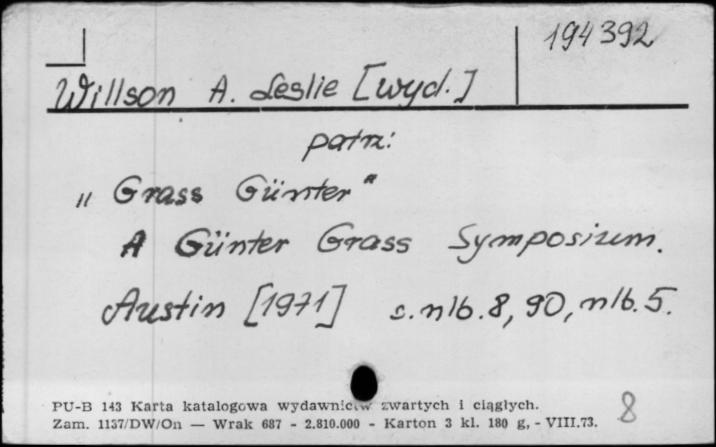 194392
Willson A. Leslie [wyd.]
patrz:
„Grass Günter"
A Günter Grass Symposium.
Austin [1971] s. nlb. 8, 90, nlb. 5.
PU-B 143 Karta katalogowa wydawnictw zwartych i ciągłych.
Zam. 1137/DW/On — Wrak 687 - 2.810.000 - Karton 3 kl. 180 g, - VIII.73.
8